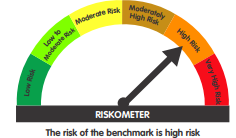 Low Risk
Low to
Moderate Risk
Moderate Risk
Moderately
High Risk
High Risk
Very High Risk
RISKOMETER
The risk of the benchmark is high risk